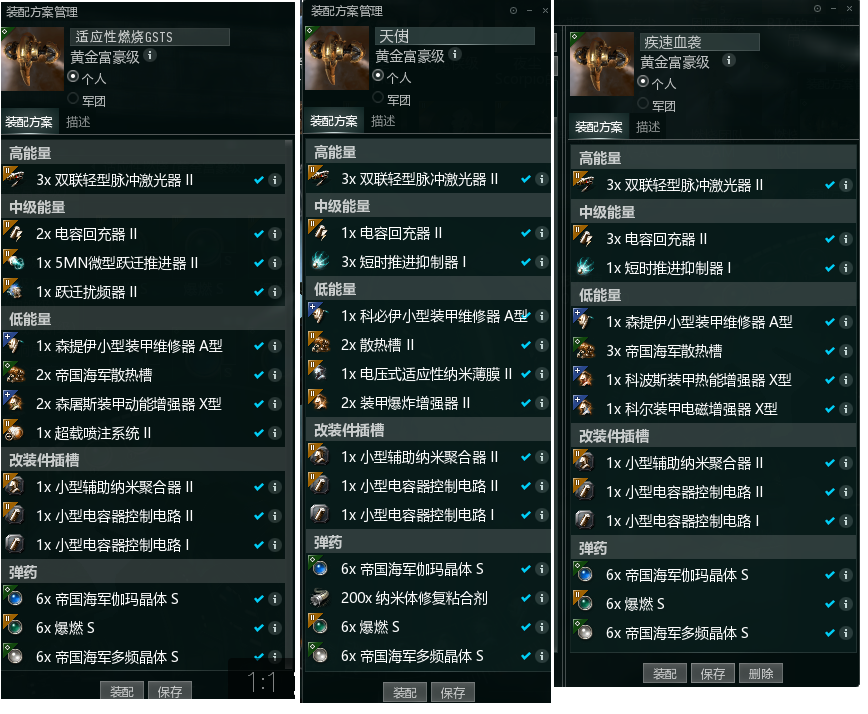 装配方案管理
适应性燃烧GSTS
黄金富豪级
个人
军团
装配方案 描述
高能量
3x 双联轻型脉冲激光器 II
中级能量
2x 电容回充器 II
1x 5MN微型跃迁推进器 II
1x 跃迁扰频器 II
低能量
1x 森提伊小型装甲维修器 A型
2x 帝国海军散热槽
2x 森屠斯装甲动能增强器 X型
1x 超载喷注系统 II
改装件插槽
1x 小型辅助纳米聚合器 II
1x 小型电容器控制电路 II
1x 小型电容器控制电路 I
弹药
6x 帝国海军伽玛晶体 S
6x 爆燃 S
6x 帝国海军多频晶体 S
装配 保存
1:1
装配方案管理
天使
黄金富豪级
个人
军团
装配方案 描述
高能量
3x 双联轻型脉冲激光器 II
中级能量
1x 电容回充器 II
3x 短时推进抑制器 I
低能量
1x 科必伊小型装甲维修器 A型
2x 散热槽 II
1x 电压式适应性纳米薄膜 II
2x 装甲爆炸增强器 II
改装件插槽
1x 小型辅助纳米聚合器 II
1x 小型电容器控制电路 II
1x 小型电容器控制电路 I
弹药
6x 帝国海军伽玛晶体 S
200x 纳米体修复粘合剂
6x 爆燃 S
6x 帝国海军多频晶体 S
装配 保存
疾速血袭
黄金富豪级
个人
军团
装配方案 描述
高能量
3x 双联轻型脉冲激光器 II
中级能量
3x 电容回充器 II
1x 短时推进抑制器 I
低能量
1x 森提伊小型装甲维修器 A型
3x 帝国海军散热槽
1x 科波斯装甲热能增强器 X型
1x 科尔装甲电磁增强器 X型
改装件插槽
1x 小型辅助纳米聚合器 II
1x 小型电容器控制电路 II
1x 小型电容器控制电路 I
弹药
6x 帝国海军伽玛晶体 S
6x 爆燃 S
6x 帝国海军多频晶体 S
装配 保存 删除